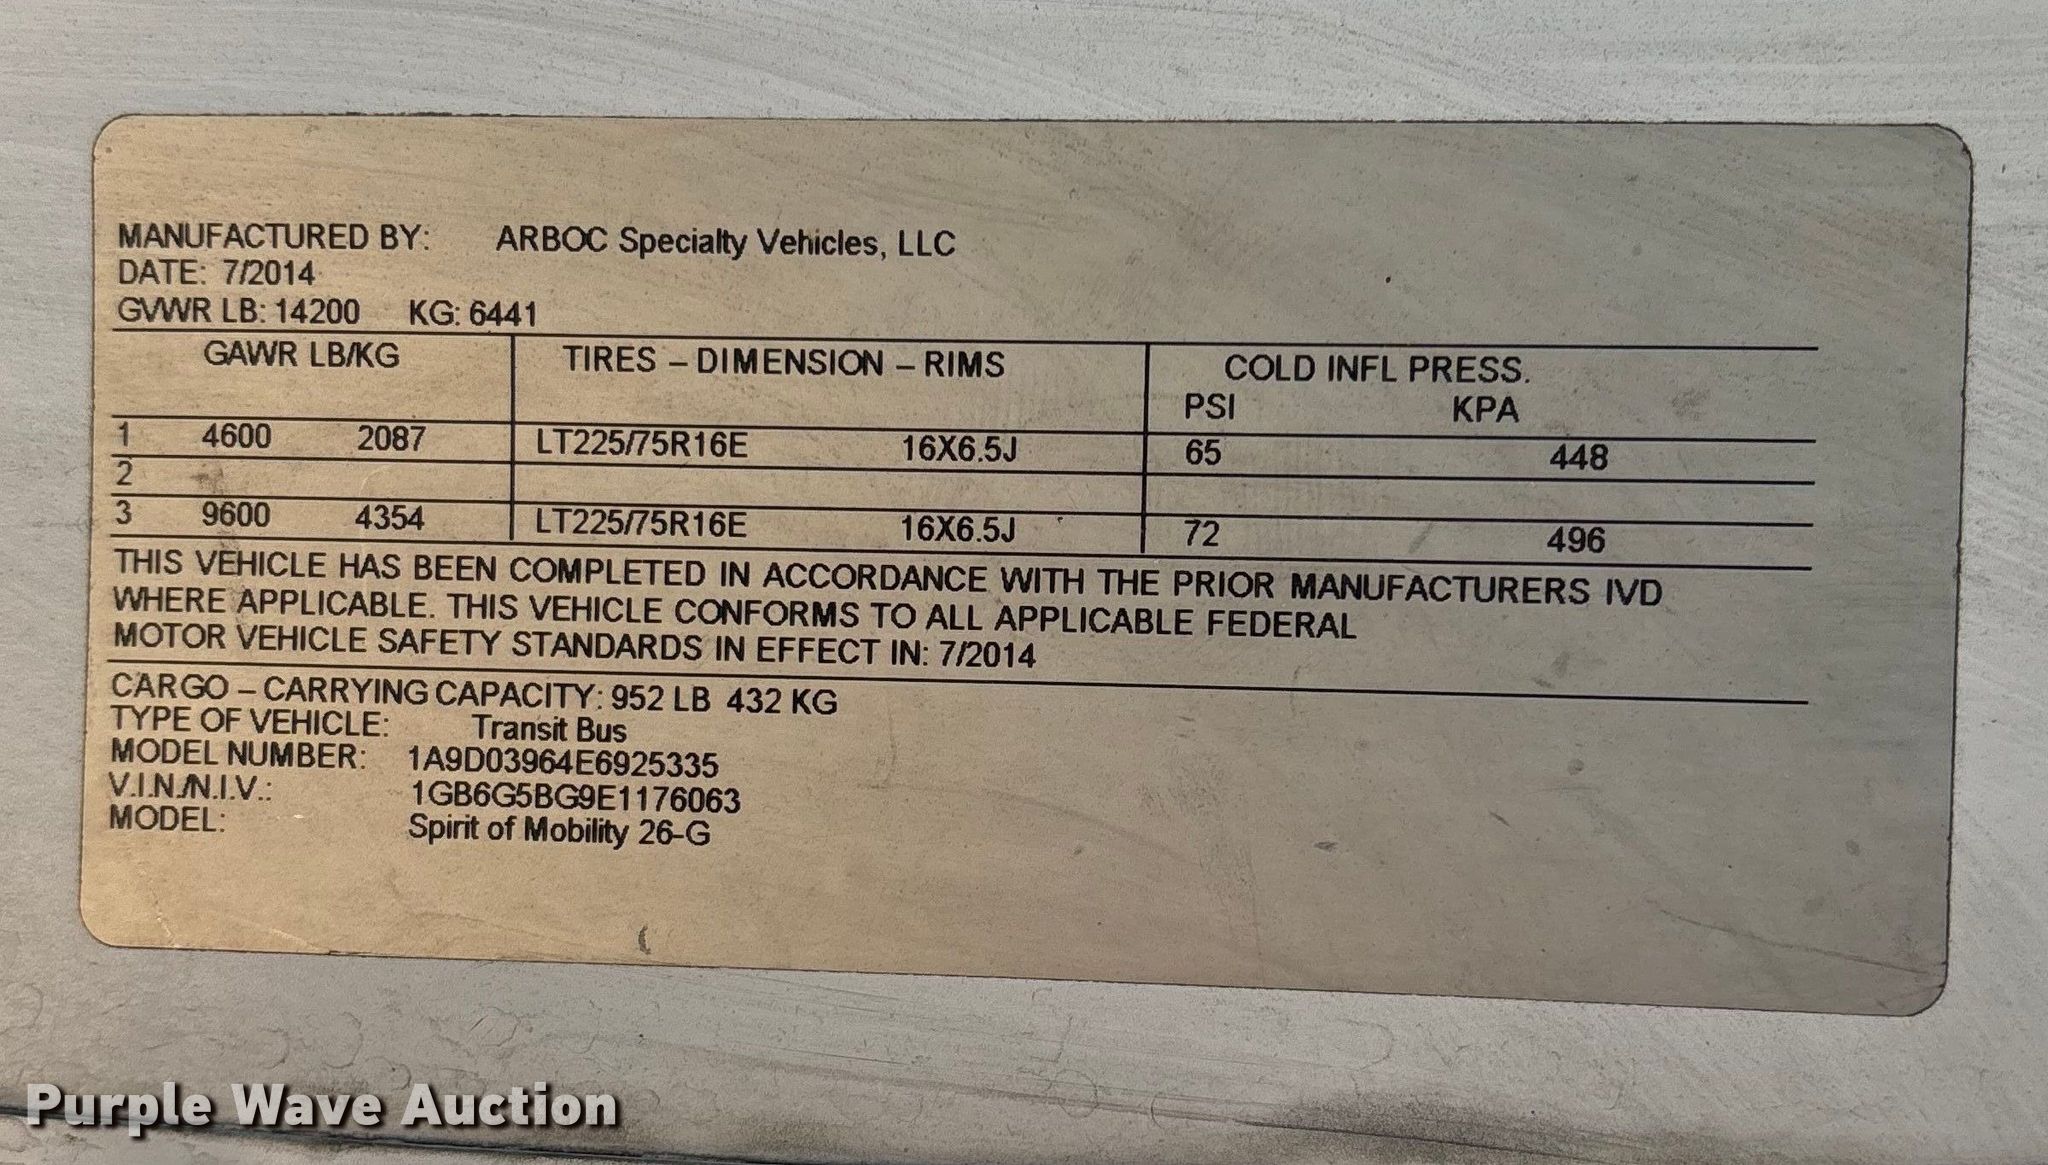 MANUFACTURED BY: ARBOC Specialty Vehicles, LLC
DATE: 7/2014
GVWR LB: 14200 KG: 6441
GAWR LB/KG TIRES – DIMENSION – RIMS COLD INFL PRESS.
PSI KPA
1 4600 2087 LT225/75R16E 16X6.5J 65 448
2
3 9600 4354 LT225/75R16E 16X6.5J 72 496
THIS VEHICLE HAS BEEN COMPLETED IN ACCORDANCE WITH THE PRIOR MANUFACTURERS IVD
WHERE APPLICABLE. THIS VEHICLE CONFORMS TO ALL APPLICABLE FEDERAL
MOTOR VEHICLE SAFETY STANDARDS IN EFFECT IN: 7/2014
CARGO – CARRYING CAPACITY: 952 LB 432 KG
TYPE OF VEHICLE: Transit Bus
MODEL NUMBER: 1A9D03964E6925335
V.I.N./N.I.V.: 1GB6G5BG9E1176063
MODEL: Spirit of Mobility 26-G
Purple Wave Auction